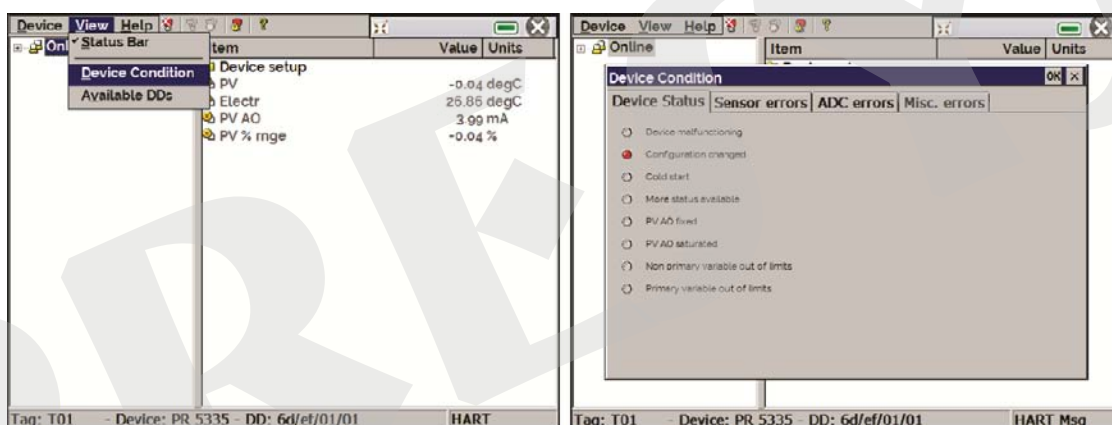 Device View Help
Status Bar
Device Condition
Available DDs
Onl
tem Value Units
Device setup
PV -0.04 degC
Electr 26.86 degC
PV AO 3.99 mA
PV % rnge -0.04 %
Tag: T01 - Device: PR 5335 - DD: 6d/ef/01/01 HART
Device View Help
Online
Item Value Units
Device Condition OK
Device Status Sensor errors ADC errors Misc. errors
Device malfunctioning
Configuration changed
Cold start
More status available
PV AO fixed
PV AO saturated
Non primary variable out of limits
Primary variable out of limits
Tag: T01 - Device: PR 5335 - DD: 6d/ef/01/01 HART Msg